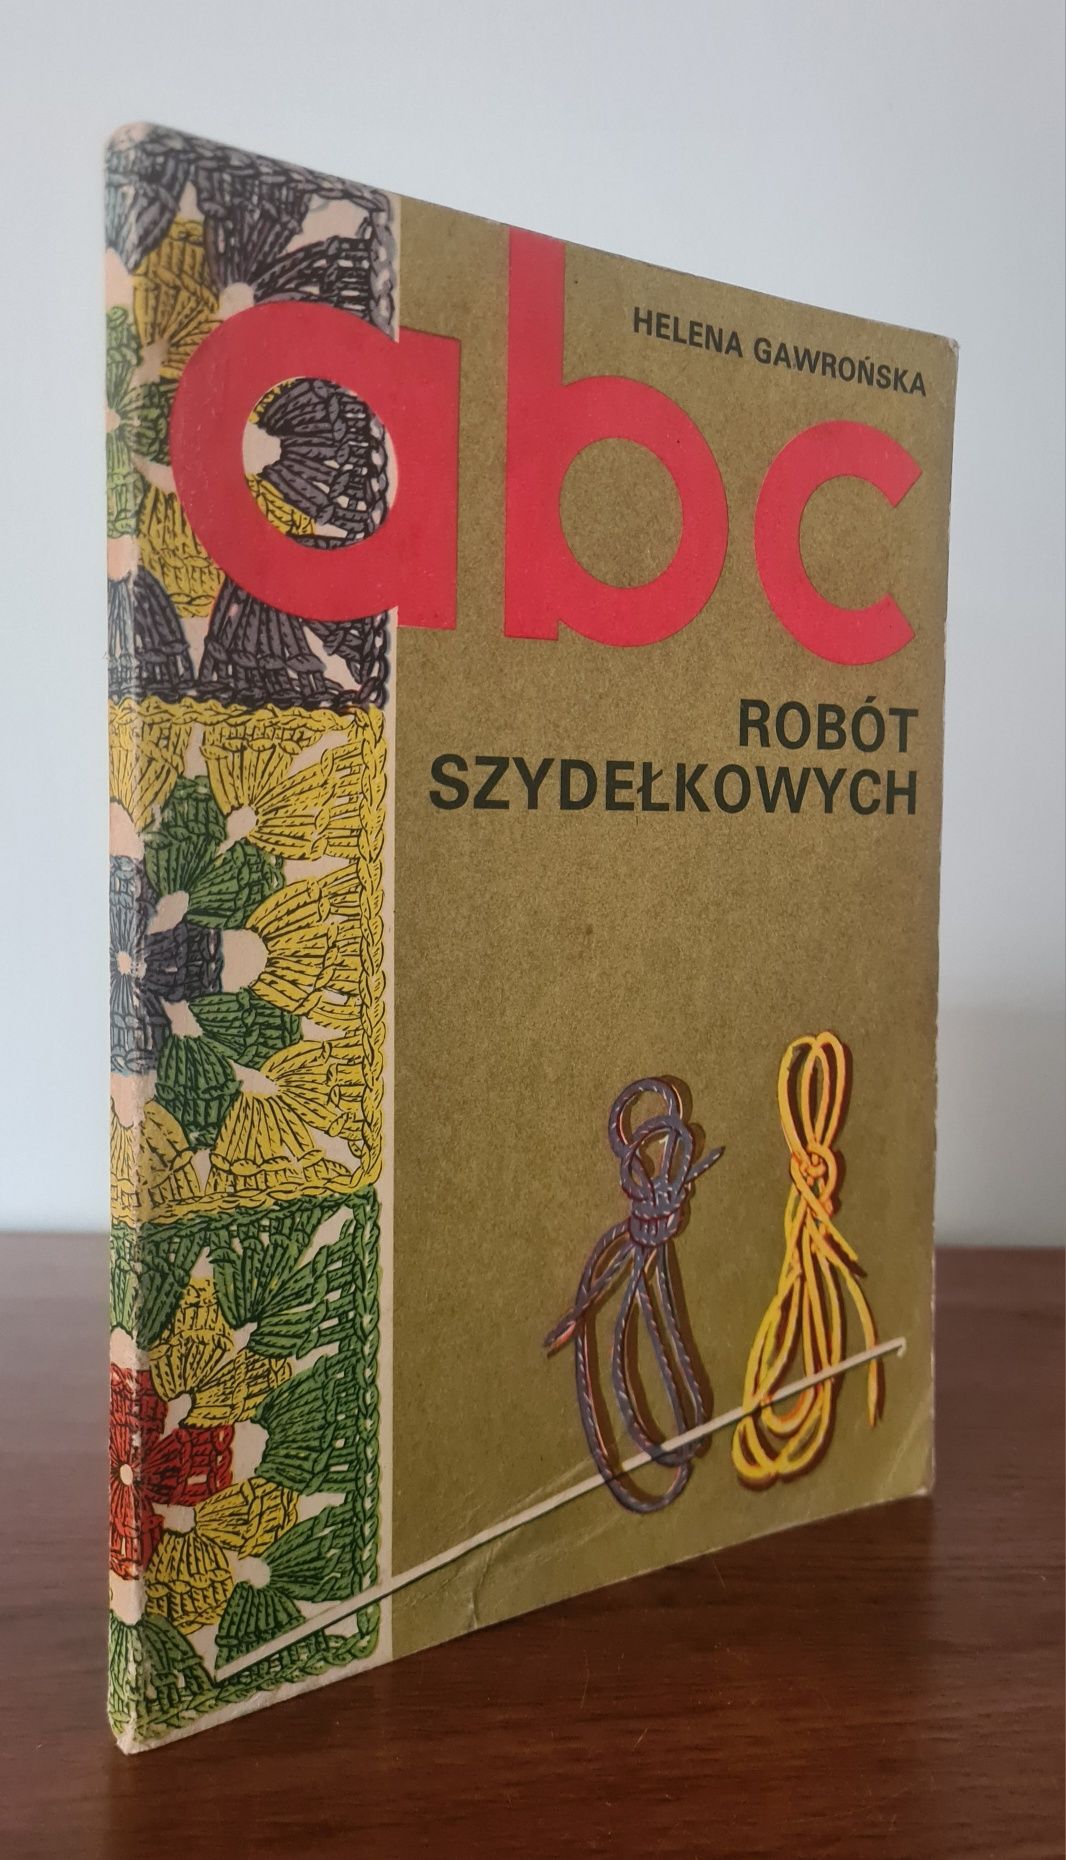 HELENA GAWROŃSKA
abc
ROBÓT
SZYDEŁKOWYCH